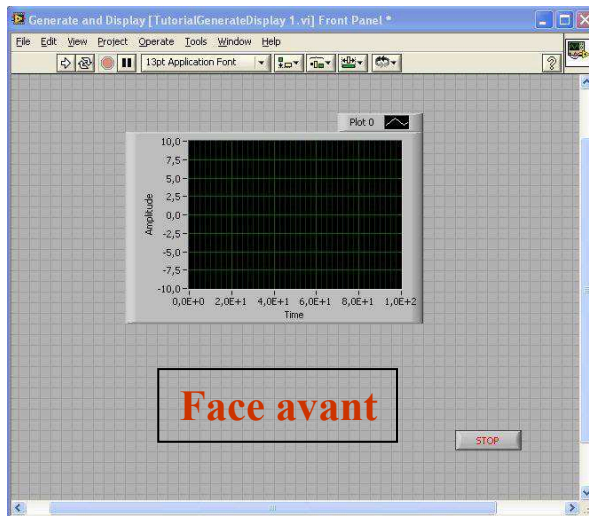 Generate and Display [TutorialGenerateDisplay 1.vi] Front Panel *
File Edit View Project Operate Tools Window Help
13pt Application Font
?
Plot 0
10,0
7,5
5,0
2,5
0,0
-2,5
-5,0
-7,5
-10,0
Amplitude
0,0E+0 2,0E+1 4,0E+1 6,0E+1 8,0E+1 1,0E+2
Time
Face avant
STOP